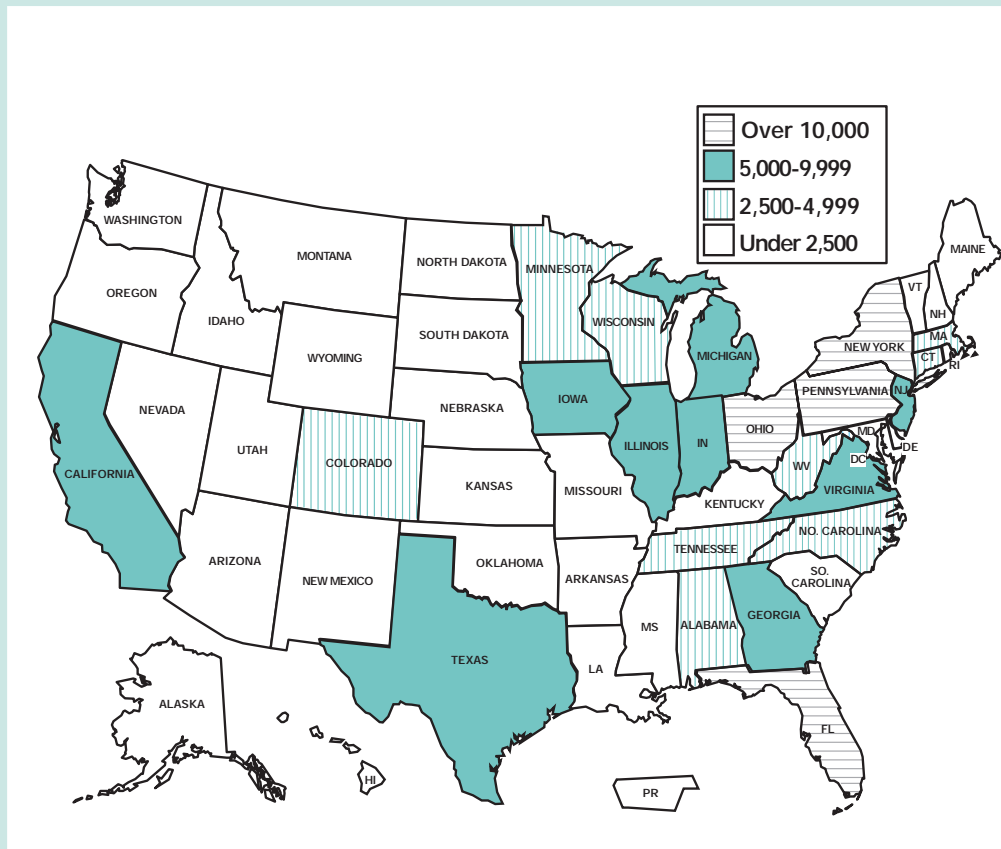 Over 10,000
5,000-9,999
2,500-4,999
Under 2,500
WASHINGTON
OREGON
IDAHO
MONTANA
NORTH DAKOTA
SOUTH DAKOTA
WYOMING
MINNESOTA
WISCONSIN
MICHIGAN
MAINE
VT
NH
MA
CT
RI
NEW YORK
PENNSYLVANIA
NJ
MD
DE
DC
OHIO
IN
ILLINOIS
IOWA
NEBRASKA
NEVADA
UTAH
COLORADO
CALIFORNIA
KANSAS
MISSOURI
KENTUCKY
WV
VIRGINIA
NO. CAROLINA
TENNESSEE
SO.
CAROLINA
ARIZONA
NEW MEXICO
OKLAHOMA
ARKANSAS
MS
ALABAMA
GEORGIA
TEXAS
LA
FL
ALASKA
HI
PR